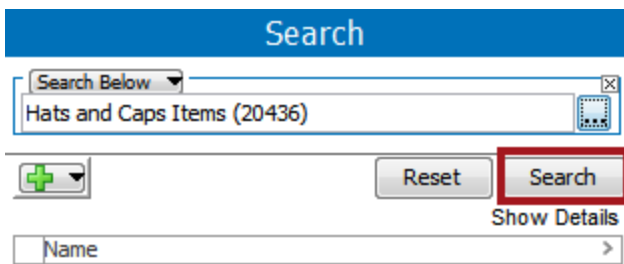 Search
Search Below
Hats and Caps Items (20436)
...
Reset Search
Show Details
Name >